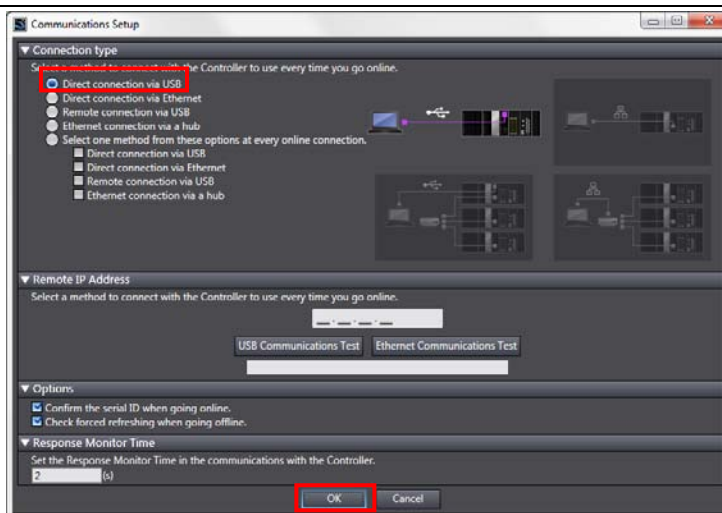 Communications Setup
▼ Connection type
Select a method to connect with the Controller to use every time you go online.
Direct connection via USB
Direct connection via Ethernet
Remote connection via USB
Ethernet connection via a hub
Select one method from these options at every online connection.
Direct connection via USB
Direct connection via Ethernet
Remote connection via USB
Ethernet connection via a hub
▼ Remote IP Address
Select a method to connect with the Controller to use every time you go online.
__.__.__.__
USB Communications Test Ethernet Communications Test
▼ Options
Confirm the serial ID when going online.
Check forced refreshing when going offline.
▼ Response Monitor Time
Set the Response Monitor Time in the communications with the Controller.
2 (s)
OK Cancel